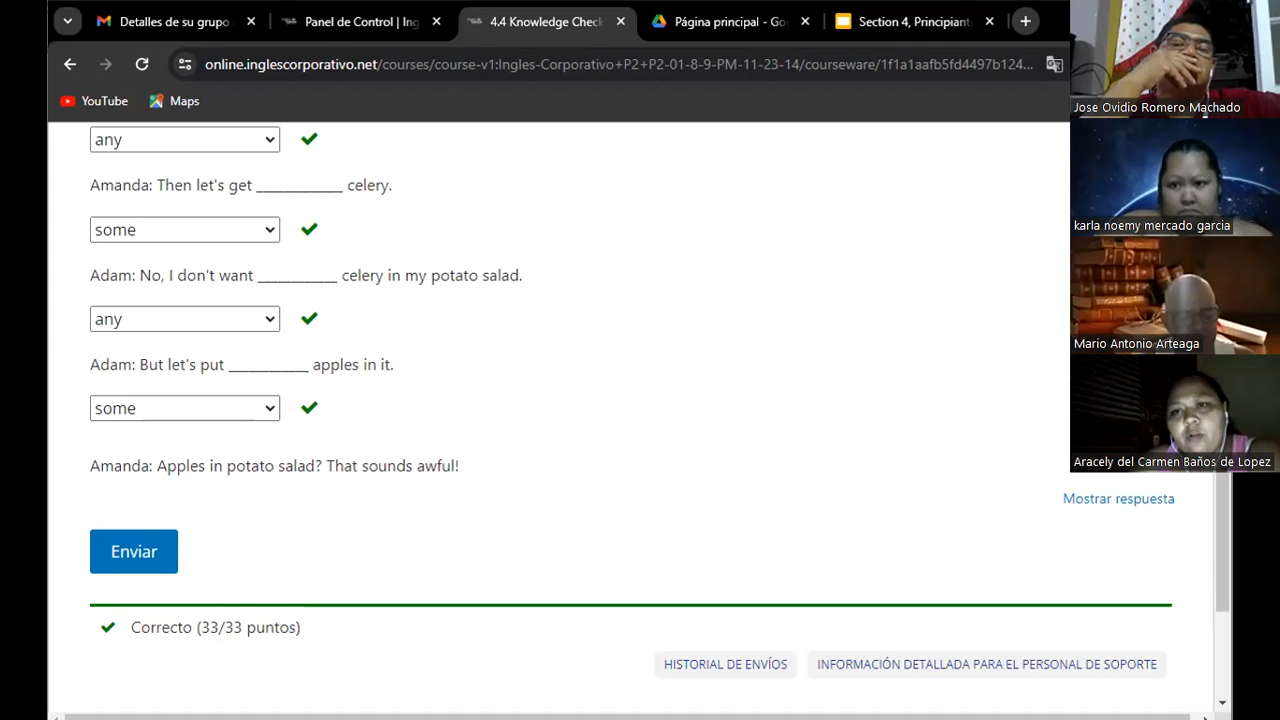 Detalles de su grupo
Panel de Control | Ing
4.4 Knowledge Check
Página principal - Go
Section 4, Principiant
online.inglescorporativo.net/courses/course-v1:Ingles-Corporativo+P2+P2-01-8-9-PM-11-23-14/courseware/1f1a1aafb5fd4497b124...
YouTube
Maps
any
Amanda: Then let's get ____________ celery.
some
Adam: No, I don't want ___________ celery in my potato salad.
any
Adam: But let's put ___________ apples in it.
some
Amanda: Apples in potato salad? That sounds awful!
Mostrar respuesta
Enviar
Correcto (33/33 puntos)
HISTORIAL DE ENVÍOS
INFORMACIÓN DETALLADA PARA EL PERSONAL DE SOPORTE
Jose Ovidio Romero Machado
karla noemy mercado garcia
Mario Antonio Arteaga
Aracely del Carmen Baños de Lopez